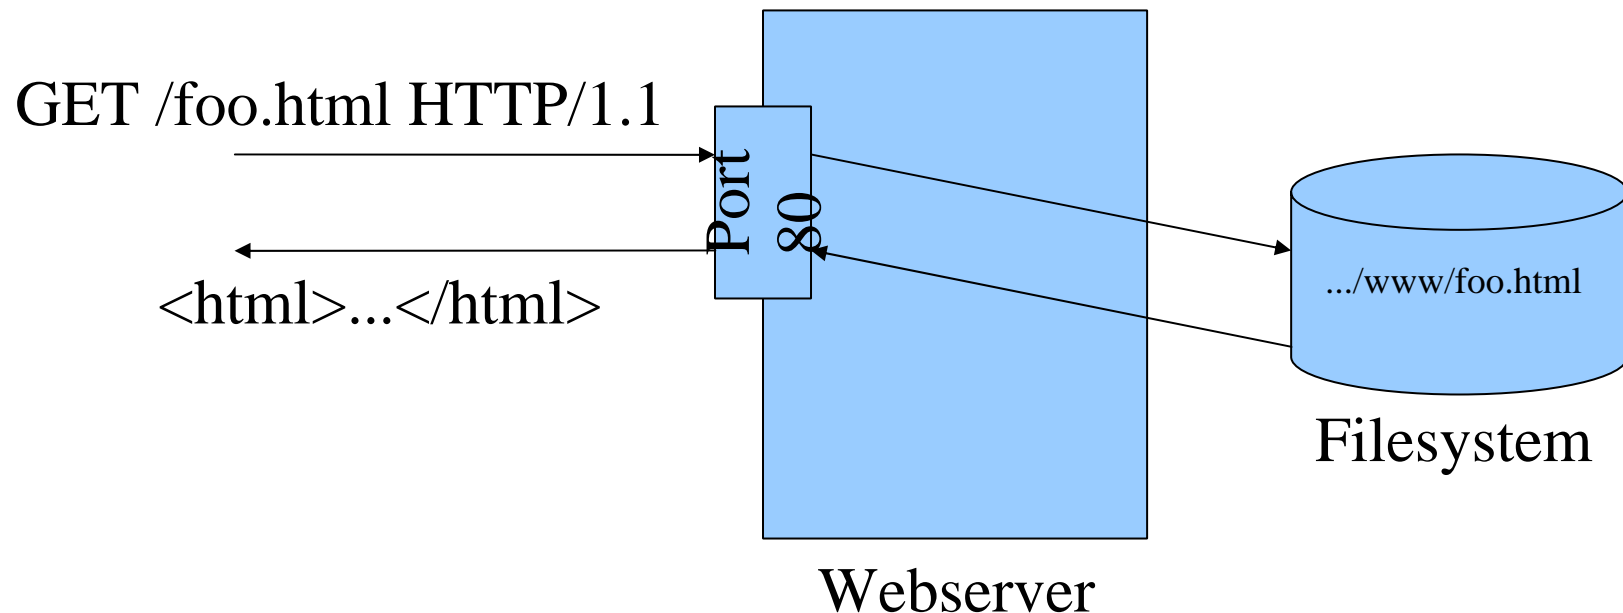 GET /foo.html HTTP/1.1
Port
80
<html>...</html>
.../www/foo.html
Filesystem
Webserver